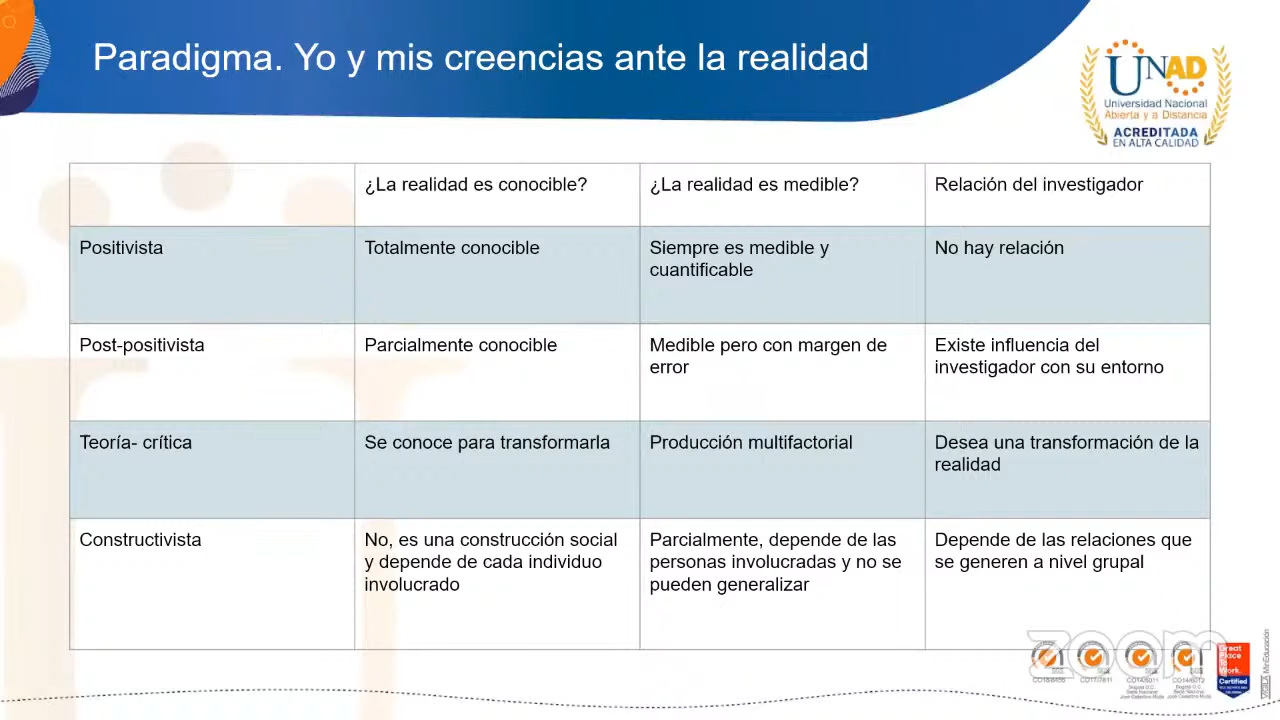 Paradigma. Yo y mis creencias ante la realidad
UNAD
Universidad Nacional
Abierta y a Distancia
ACREDITADA
EN ALTA CALIDAD
¿La realidad es conocible?
¿La realidad es medible?
Relación del investigador
Positivista
Totalmente conocible
Siempre es medible y
cuantificable
No hay relación
Post-positivista
Parcialmente conocible
Medible pero con margen de
error
Existe influencia del
investigador con su entorno
Teoría- crítica
Se conoce para transformarla
Producción multifactorial
Desea una transformación de la
realidad
Constructivista
No, es una construcción social
y depende de cada individuo
involucrado
Parcialmente, depende de las
personas involucradas y no se
pueden generalizar
Depende de las relaciones que
se generen a nivel grupal
zoom
Great
Place
To
Work.
Certified
MinEducación